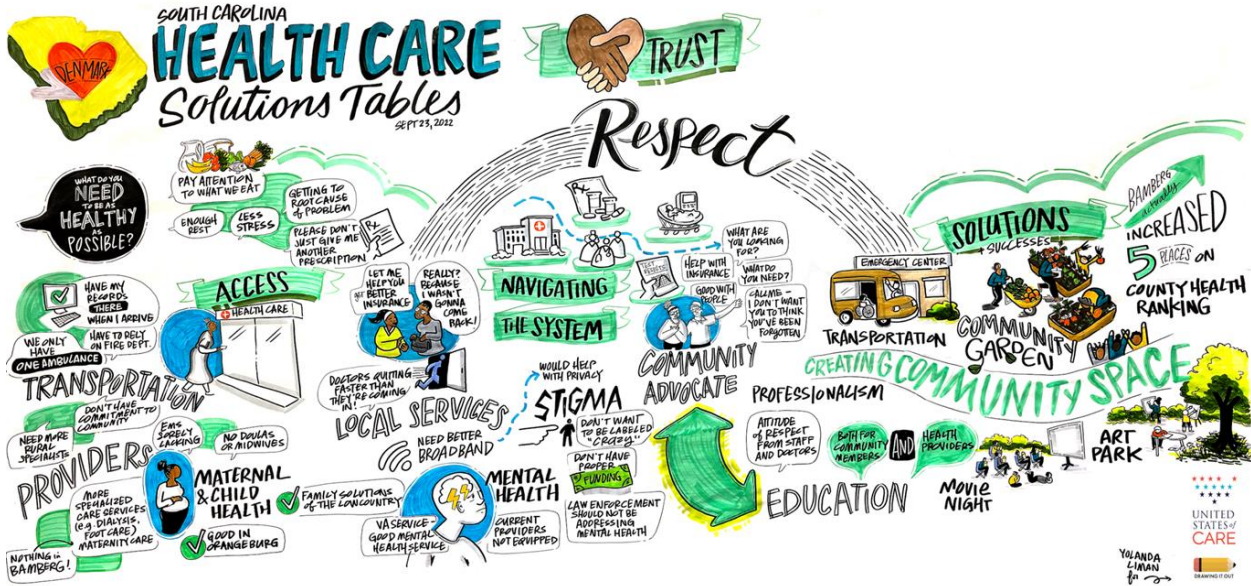 SOUTH CAROLINA
HEALTH CARE
Solutions Tables
SEPT 23, 2022
DENMARK
TRUST
Respect
WHAT DO YOU
NEED
TO BE AS
HEALTHY
AS
POSSIBLE?
PAY ATTENTION
TO WHAT WE EAT
ENOUGH
REST
LESS
STRESS
GETTING TO
ROOT CAUSE
of PROBLEM
PLEASE DON'T
JUST GIVE ME
ANOTHER
PRESCRIPTION
Rx
ACCESS
HEALTH CARE
HAVE MY
RECORDS
THERE
WHEN I ARRIVE
WE ONLY
HAVE
ONE AMBULANCE
HAVE TO RELY
ON FIRE DEPT.
TRANSPORTATION
DON'T HAVE
COMMITMENT TO
COMMUNITY
NEED MORE
RURAL
SPECIALISTS
EMS
SORELY
LACKING
NO DOULAS
OR MIDWIVES
PROVIDERS
MORE
SPECIALIZED
CARE SERVICES
(e.g. DIALYSIS,
FOOT CARE)
MATERNITY CARE
NOTHING in
BAMBERG!
MATERNAL
& CHILD
HEALTH
GOOD IN
ORANGEBURG
FAMILY SOLUTIONS
OF THE LOWCOUNTRY
LET ME
HELP YOU
GET BETTER
INSURANCE
REALLY?
BECAUSE
I WASN'T
GONNA
COME
BACK!
DOCTORS QUITTING
FASTER THAN
THEY'RE COMING
IN!
LOCAL SERVICES
NEED BETTER
BROADBAND
VA SERVICE -
GOOD MENTAL
HEALTH SERVICE
MENTAL
HEALTH
CURRENT
PROVIDERS
NOT EQUIPPED
Rx
NAVIGATING
THE SYSTEM
TEST
RESULTS
WOULD HELP
WITH PRIVACY
STIGMA
DON'T WANT
TO BE LABELED
"crazy."
DON'T HAVE
PROPER
FUNDING
LAW ENFORCEMENT
SHOULD NOT BE
ADDRESSING
MENTAL HEALTH
HELP WITH
INSURANCE
GOOD WITH
PEOPLE
WHAT ARE
YOU LOOKING
FOR?
WHAT DO
YOU NEED?
CALL ME -
I DON'T WANT
YOU TO THINK
YOU'VE BEEN
FORGOTTEN
COMMUNITY
ADVOCATE
PROFESSIONALISM
ATTITUDE
OF RESPECT
FROM STAFF
AND DOCTORS
EDUCATION
BOTH FOR
COMMUNITY
MEMBERS
AND
HEALTH
PROVIDERS
SOLUTIONS
+ SUCCESSES
EMERGENCY CENTER
TRANSPORTATION
COMMUNITY
GARDEN
BAMBERG
actually
INCREASED
5 PLACES ON
COUNTY HEALTH
RANKING
CREATING COMMUNITY SPACE
MOVIE
NIGHT
ART
PARK
UNITED
STATES of
CARE
YOLANDA
LIMAN
for
DRAWING IT OUT